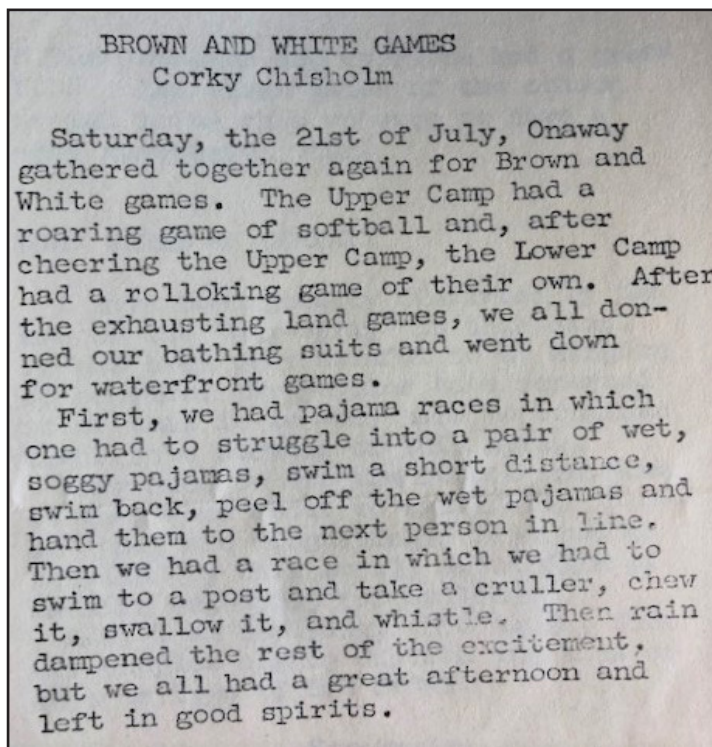 BROWN AND WHITE GAMES
Corky Chisholm
Saturday, the 21st of July, Onaway
gathered together again for Brown and
White games. The Upper Camp had a
roaring game of softball and, after
cheering the Upper Camp, the Lower Camp
had a rolloking game of their own. After
the exhausting land games, we all don-
ned our bathing suits and went down
for waterfront games.
First, we had pajama races in which
one had to struggle into a pair of wet,
soggy pajamas, swim a short distance,
swim back, peel off the wet pajamas and
hand them to the next person in line.
Then we had a race in which we had to
swim to a post and take a cruller, chew
it, swallow it, and whistle. Then rain
dampened the rest of the excitement,
but we all had a great afternoon and
left in good spirits.